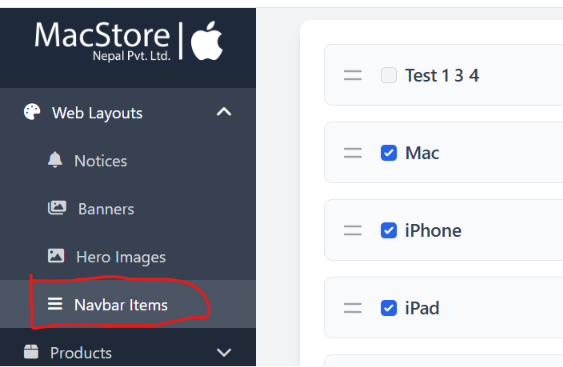 MacStore
Nepal Pvt. Ltd.
Web Layouts
Notices
Banners
Hero Images
Navbar Items
Products
Test 1 3 4
Mac
iPhone
iPad